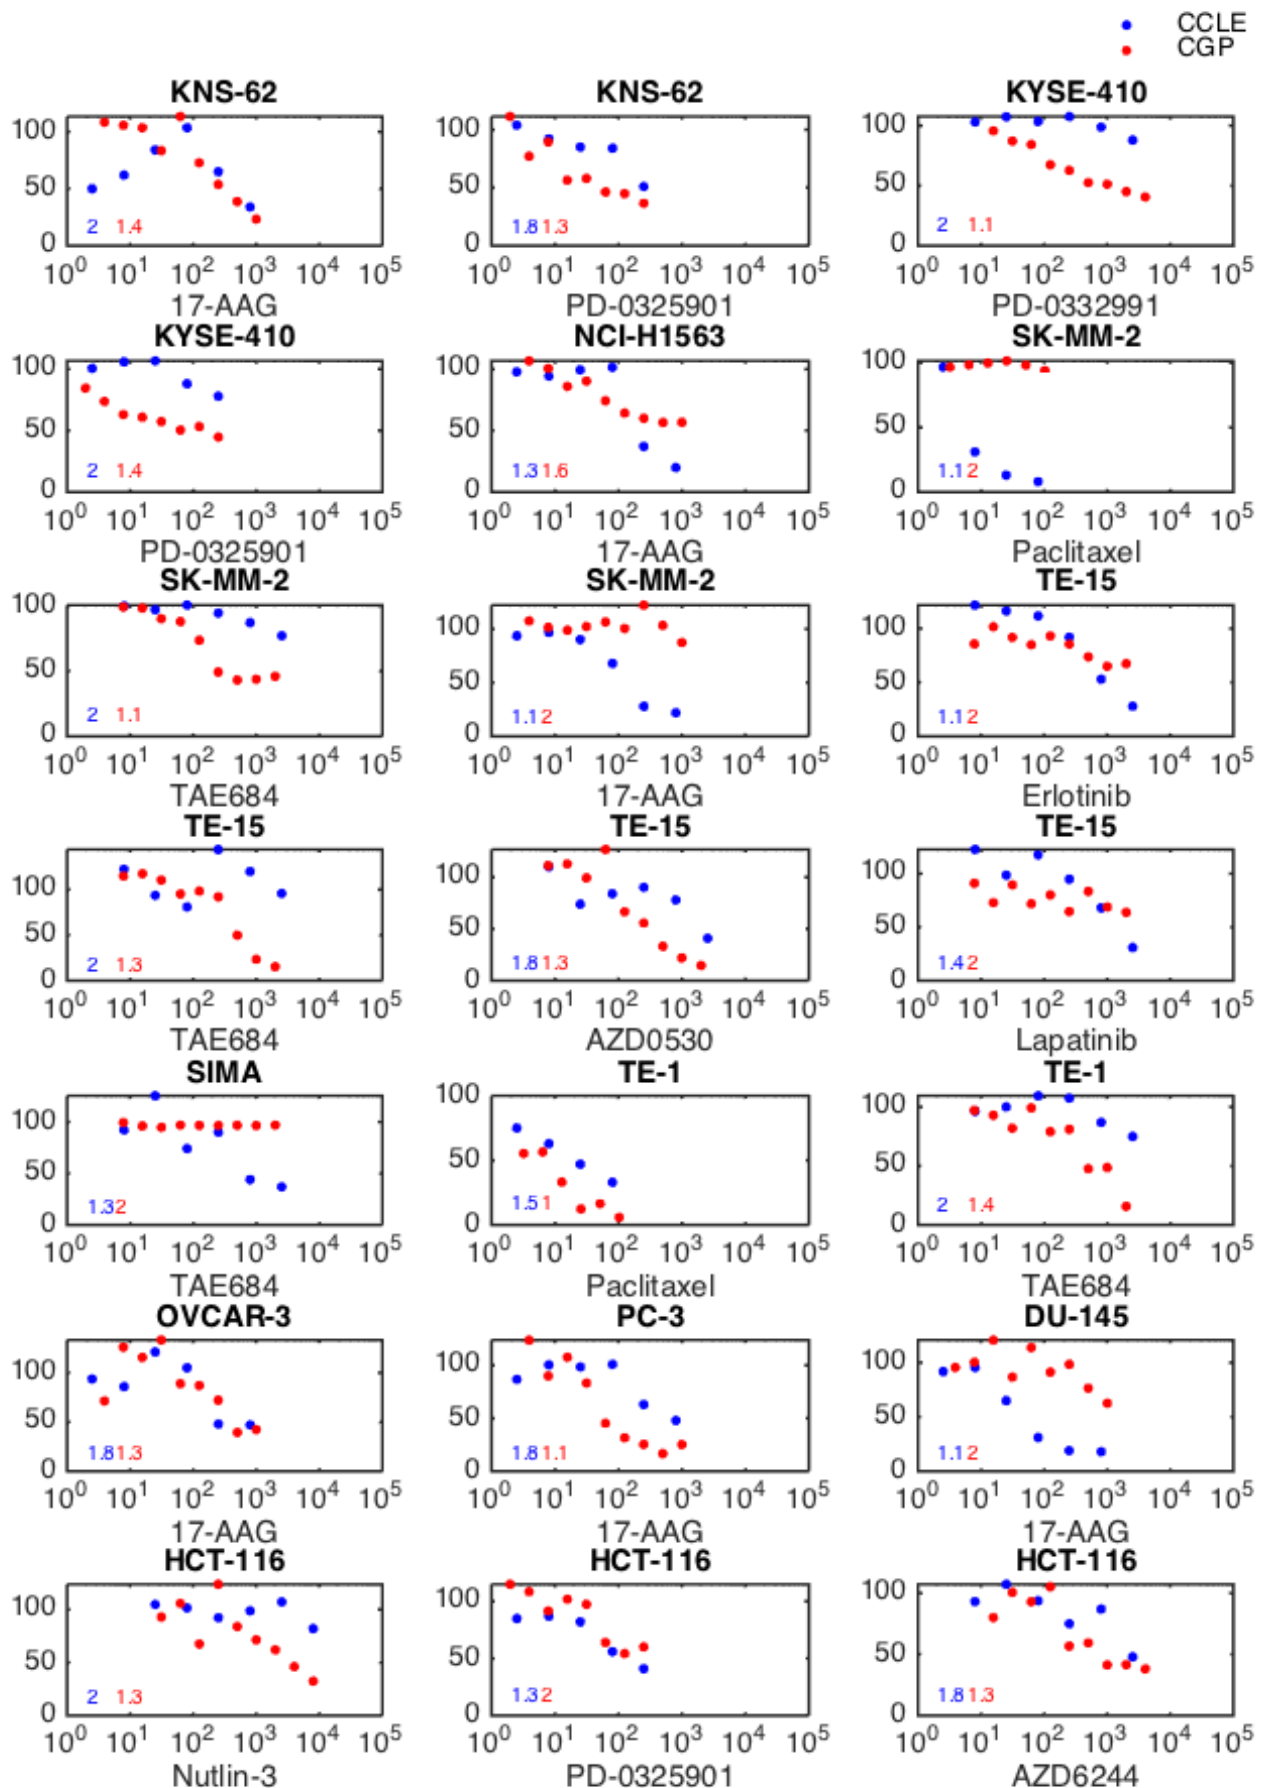 CCLE
CGP
KNS-62 KNS-62 KYSE-410
100 100 100
50 50 50
2 1.4 1.8 1.3 2 1.1
0 0 0
10^0 10^1 10^2 10^3 10^4 10^5 10^0 10^1 10^2 10^3 10^4 10^5 10^0 10^1 10^2 10^3 10^4 10^5
17-AAG PD-0325901 PD-0332991
KYSE-410 NCI-H1563 SK-MM-2
100 100 100
50 50 50
2 1.4 1.3 1.6 1.1 2
0 0 0
10^0 10^1 10^2 10^3 10^4 10^5 10^0 10^1 10^2 10^3 10^4 10^5 10^0 10^1 10^2 10^3 10^4 10^5
PD-0325901 17-AAG Paclitaxel
SK-MM-2 SK-MM-2 TE-15
100 100 100
50 50 50
2 1.1 1.1 2 1.1 2
0 0 0
10^0 10^1 10^2 10^3 10^4 10^5 10^0 10^1 10^2 10^3 10^4 10^5 10^0 10^1 10^2 10^3 10^4 10^5
TAE684 17-AAG Erlotinib
TE-15 TE-15 TE-15
100 100 100
50 50 50
2 1.3 1.8 1.3 1.4 2
0 0 0
10^0 10^1 10^2 10^3 10^4 10^5 10^0 10^1 10^2 10^3 10^4 10^5 10^0 10^1 10^2 10^3 10^4 10^5
TAE684 AZD0530 Lapatinib
SIMA TE-1 TE-1
100 100 100
50 50 50
1.3 2 1.5 1 2 1.4
0 0 0
10^0 10^1 10^2 10^3 10^4 10^5 10^0 10^1 10^2 10^3 10^4 10^5 10^0 10^1 10^2 10^3 10^4 10^5
TAE684 Paclitaxel TAE684
OVCAR-3 PC-3 DU-145
100 100 100
50 50 50
1.8 1.3 1.8 1.1 1.1 2
0 0 0
10^0 10^1 10^2 10^3 10^4 10^5 10^0 10^1 10^2 10^3 10^4 10^5 10^0 10^1 10^2 10^3 10^4 10^5
17-AAG 17-AAG 17-AAG
HCT-116 HCT-116 HCT-116
100 100 100
50 50 50
2 1.3 1.3 2 1.8 1.3
0 0 0
10^0 10^1 10^2 10^3 10^4 10^5 10^0 10^1 10^2 10^3 10^4 10^5 10^0 10^1 10^2 10^3 10^4 10^5
Nutlin-3 PD-0325901 AZD6244